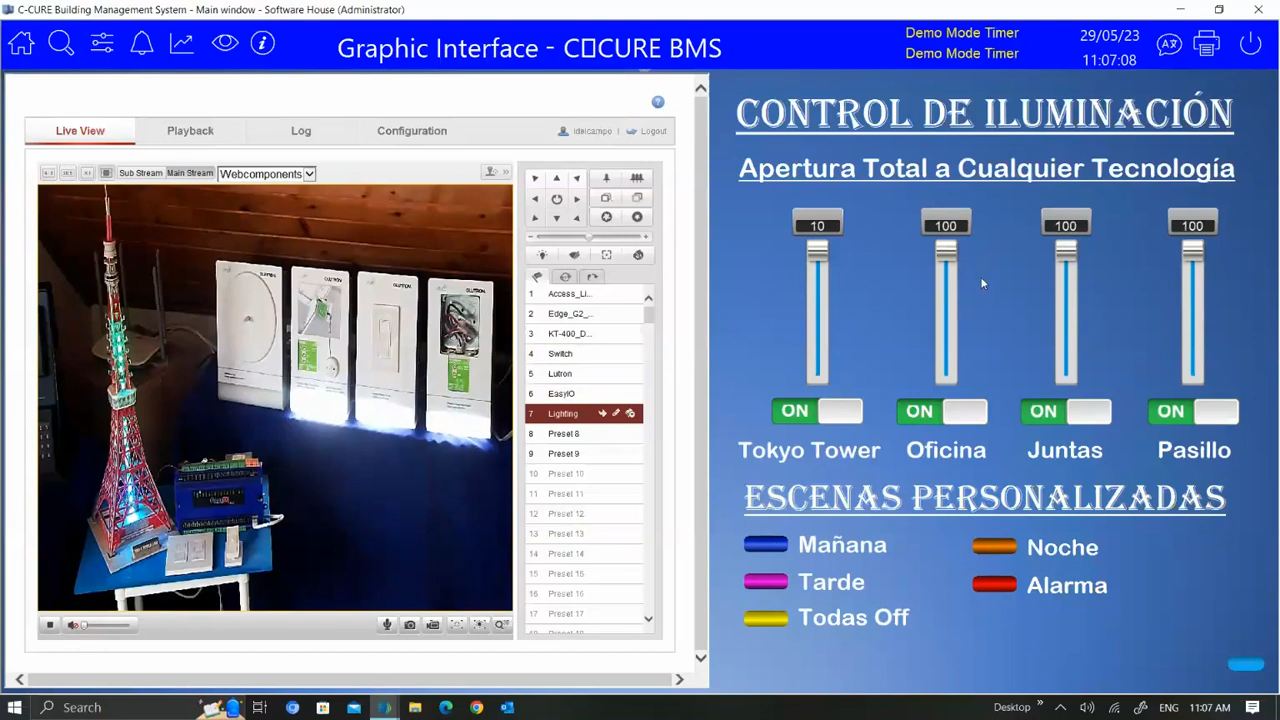 C-CURE Building Management System - Main window - Software House (Administrator)
Graphic Interface - C▯CURE BMS
Demo Mode Timer
Demo Mode Timer
29/05/23
11:07:08
Live View
Playback
Log
Configuration
idelcampo
Logout
Sub Stream
Main Stream
Webcomponents
LUTRON
LUTRON
1 Access_Li...
2 Edge_G2_...
3 KT-400_D...
4 Switch
5 Lutron
6 EasyIO
7 Lighting
8 Preset 8
9 Preset 9
10 Preset 10
11 Preset 11
12 Preset 12
13 Preset 13
14 Preset 14
15 Preset 15
16 Preset 16
17 Preset 17
CONTROL DE ILUMINACIÓN
Apertura Total a Cualquier Tecnología
10 100 100 100
ON ON ON ON
Tokyo Tower Oficina Juntas Pasillo
ESCENAS PERSONALIZADAS
Mañana Noche
Tarde Alarma
Todas Off
Search
Desktop
ENG
11:07 AM